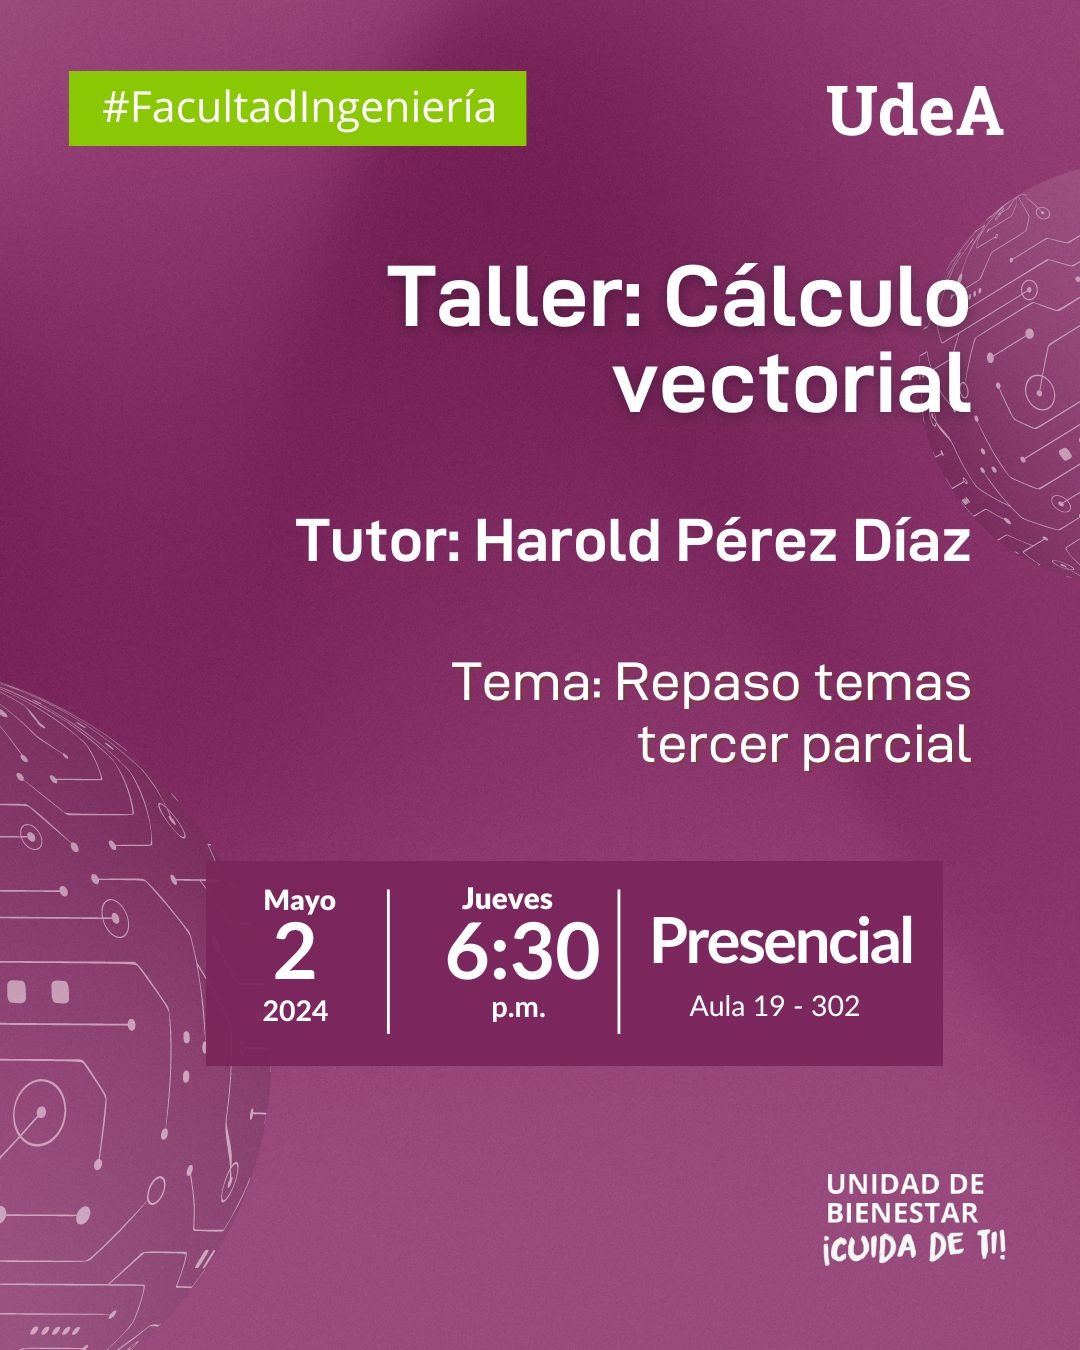 #FacultadIngeniería
UdeA
Taller: Cálculo
vectorial
Tutor: Harold Pérez Díaz
Tema: Repaso temas
tercer parcial
Mayo
2
2024
Jueves
6:30
p.m.
Presencial
Aula 19 - 302
UNIDAD DE
BIENESTAR
¡CUIDA DE TI!